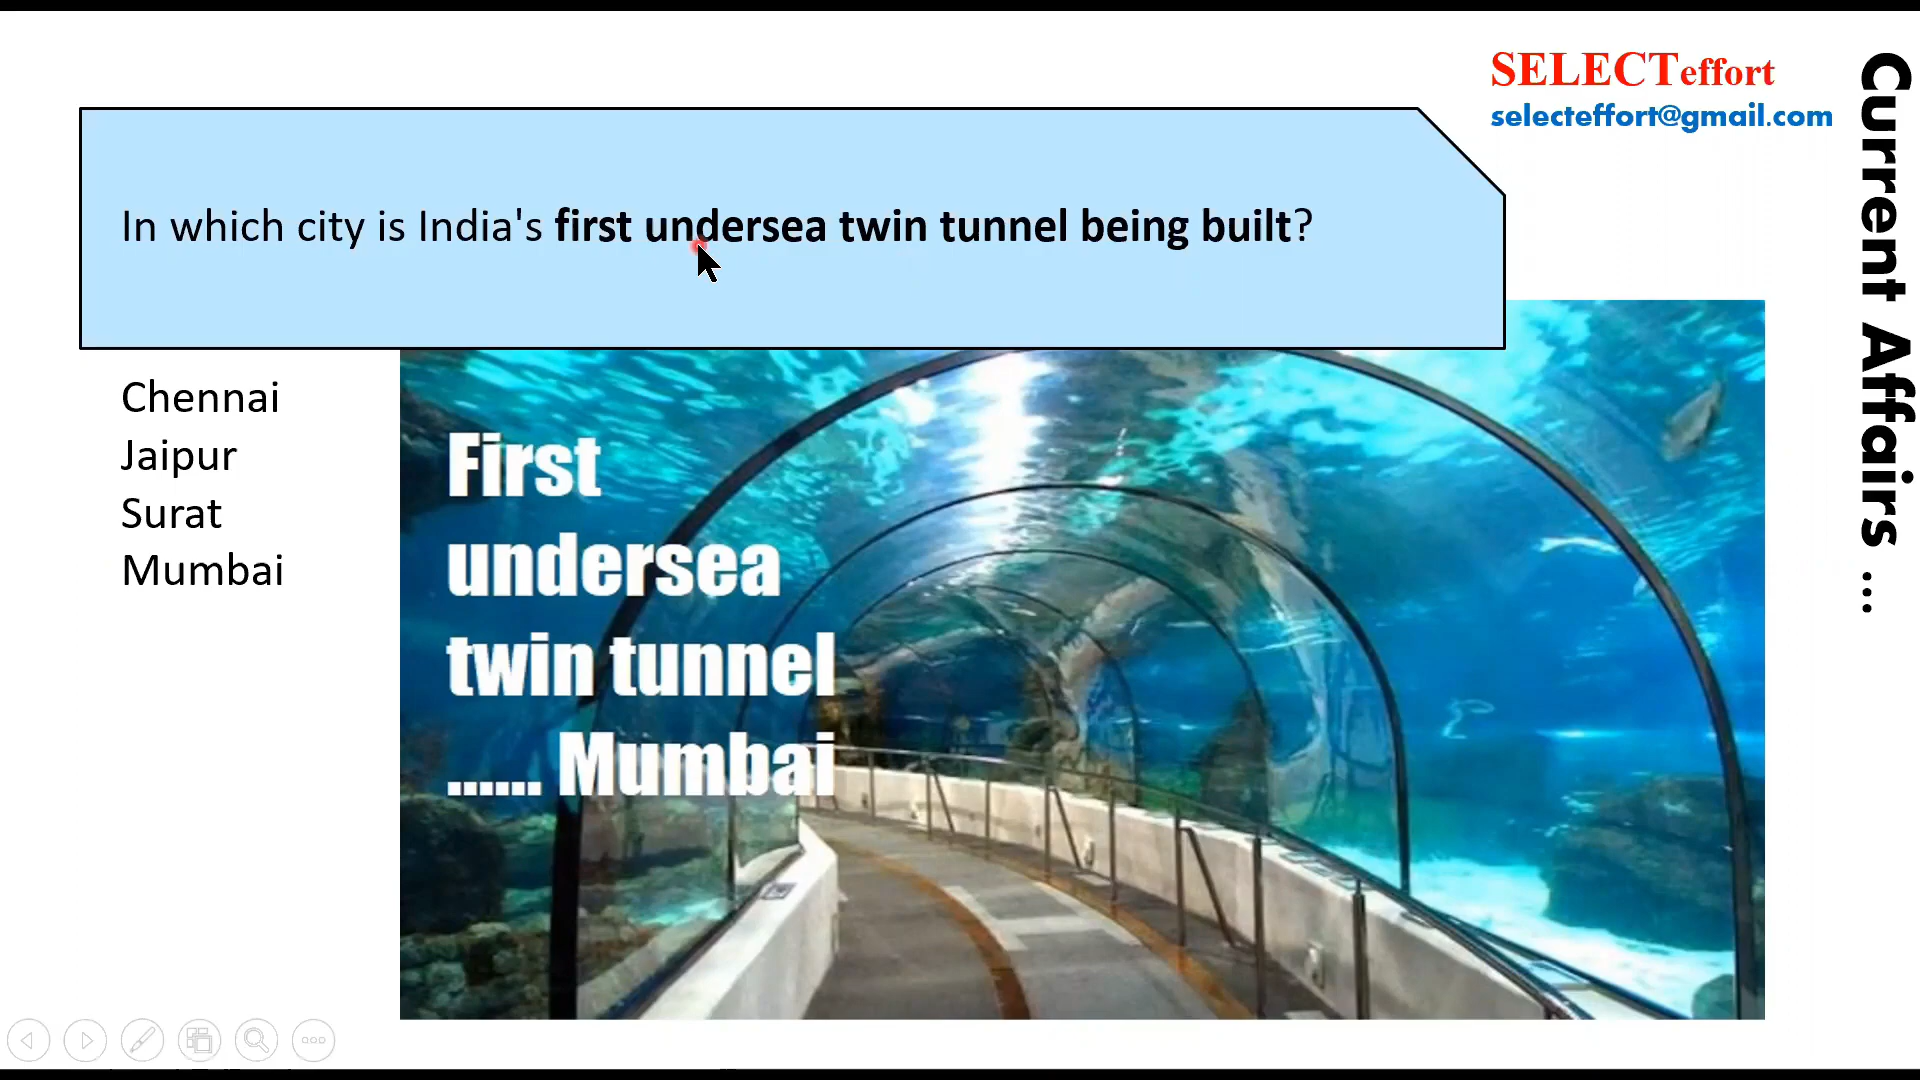 SELECTeffort
selecteffort@gmail.com
Current Affairs ...
In which city is India's first undersea twin tunnel being built?
Chennai
Jaipur
Surat
Mumbai
First
undersea
twin tunnel
...... Mumbai